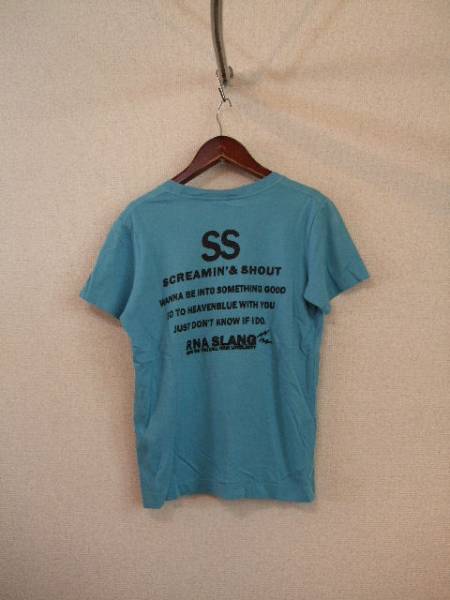 SS
SCREAMIN' & SHOUT
WANNA BE INTO SOMETHING GOOD
GO TO HEAVENBLUE WITH YOU
JUST DON'T KNOW IF I DO.
RNA SLANG